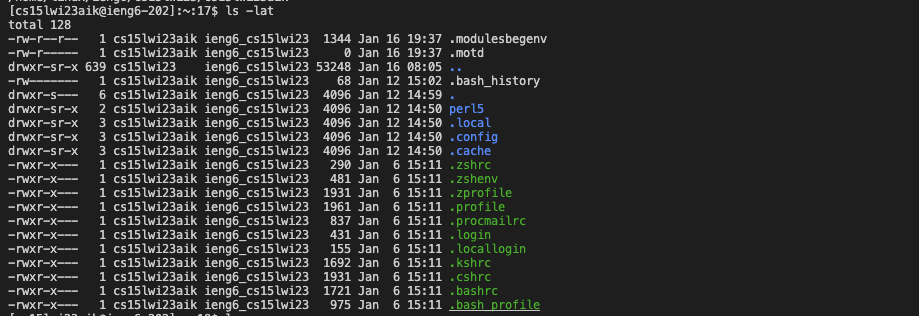 [cs15lwi23aik@ieng6-202]:~:17$ ls -lat
total 128
-rw-r--r--   1 cs15lwi23aik ieng6_cs15lwi23  1344 Jan 16 19:37 .modulesbegenv
-rw-r-----   1 cs15lwi23aik ieng6_cs15lwi23     0 Jan 16 19:37 .motd
drwxr-sr-x 639 cs15lwi23    ieng6_cs15lwi23 53248 Jan 16 08:05 ..
-rw-------   1 cs15lwi23aik ieng6_cs15lwi23    68 Jan 12 15:02 .bash_history
drwxr-s---   6 cs15lwi23aik ieng6_cs15lwi23  4096 Jan 12 14:59 .
drwxr-sr-x   2 cs15lwi23aik ieng6_cs15lwi23  4096 Jan 12 14:50 perl5
drwxr-sr-x   3 cs15lwi23aik ieng6_cs15lwi23  4096 Jan 12 14:50 .local
drwxr-sr-x   3 cs15lwi23aik ieng6_cs15lwi23  4096 Jan 12 14:50 .config
drwxr-sr-x   3 cs15lwi23aik ieng6_cs15lwi23  4096 Jan 12 14:50 .cache
-rwxr-x---   1 cs15lwi23aik ieng6_cs15lwi23   290 Jan  6 15:11 .zshrc
-rwxr-x---   1 cs15lwi23aik ieng6_cs15lwi23   481 Jan  6 15:11 .zshenv
-rwxr-x---   1 cs15lwi23aik ieng6_cs15lwi23  1931 Jan  6 15:11 .zprofile
-rwxr-x---   1 cs15lwi23aik ieng6_cs15lwi23  1961 Jan  6 15:11 .profile
-rwxr-x---   1 cs15lwi23aik ieng6_cs15lwi23   837 Jan  6 15:11 .procmailrc
-rwxr-x---   1 cs15lwi23aik ieng6_cs15lwi23   431 Jan  6 15:11 .login
-rwxr-x---   1 cs15lwi23aik ieng6_cs15lwi23   155 Jan  6 15:11 .locallogin
-rwxr-x---   1 cs15lwi23aik ieng6_cs15lwi23  1692 Jan  6 15:11 .kshrc
-rwxr-x---   1 cs15lwi23aik ieng6_cs15lwi23  1931 Jan  6 15:11 .cshrc
-rwxr-x---   1 cs15lwi23aik ieng6_cs15lwi23  1721 Jan  6 15:11 .bashrc
-rwxr-x---   1 cs15lwi23aik ieng6_cs15lwi23   975 Jan  6 15:11 .bash_profile